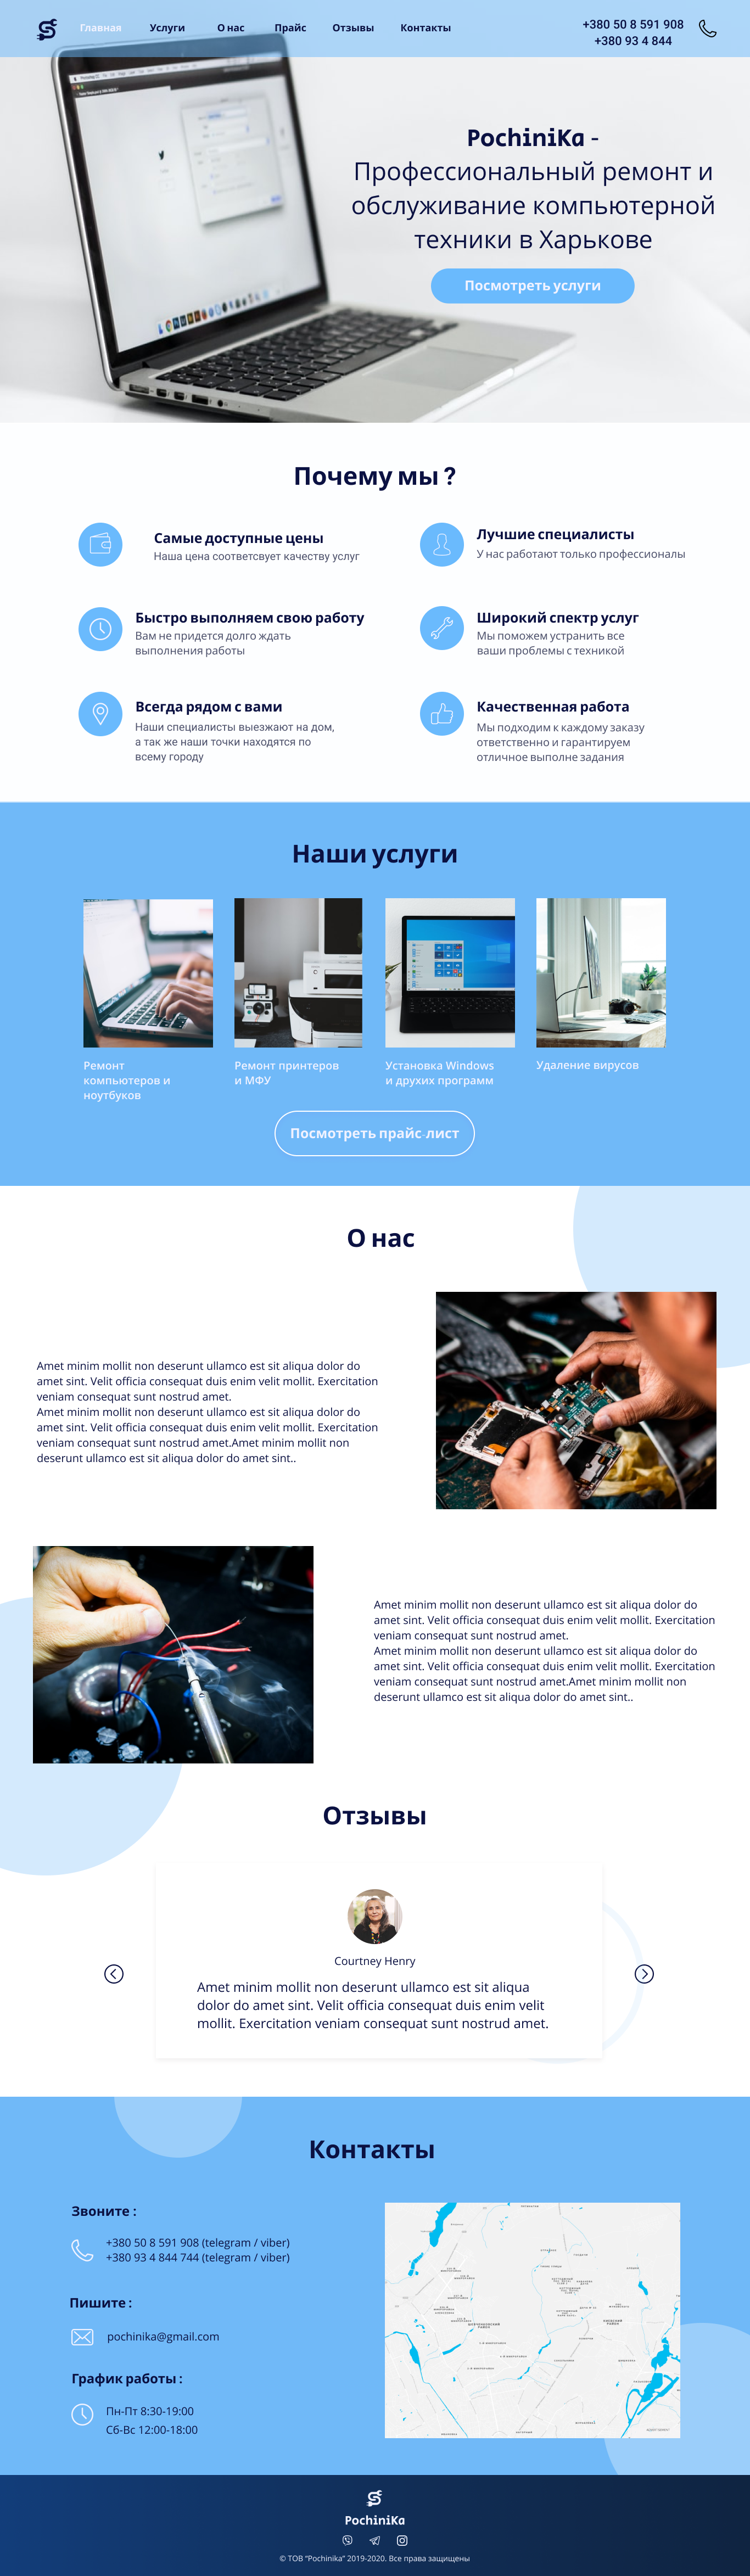 Главная Услуги О нас Прайс Отзывы Контакты
+380 50 8 591 908
+380 93 4 844
PochiniKa -
Профессиональный ремонт и
обслуживание компьютерной
техники в Харькове
Посмотреть услуги
Почему мы ?
Самые доступные цены
Наша цена соответсвует качеству услуг
Лучшие специалисты
У нас работают только профессионалы
Быстро выполняем свою работу
Вам не придется долго ждать
выполнения работы
Широкий спектр услуг
Мы поможем устранить все
ваши проблемы с техникой
Всегда рядом с вами
Наши специалисты выезжают на дом,
а так же наши точки находятся по
всему городу
Качественная работа
Мы подходим к каждому заказу
ответственно и гарантируем
отличное выполне задания
Наши услуги
Ремонт
компьютеров и
ноутбуков
Ремонт принтеров
и МФУ
Установка Windows
и друхих программ
Удаление вирусов
Посмотреть прайс-лист
О нас
Amet minim mollit non deserunt ullamco est sit aliqua dolor do
amet sint. Velit officia consequat duis enim velit mollit. Exercitation
veniam consequat sunt nostrud amet.
Amet minim mollit non deserunt ullamco est sit aliqua dolor do
amet sint. Velit officia consequat duis enim velit mollit. Exercitation
veniam consequat sunt nostrud amet.Amet minim mollit non
deserunt ullamco est sit aliqua dolor do amet sint..
Amet minim mollit non deserunt ullamco est sit aliqua dolor do
amet sint. Velit officia consequat duis enim velit mollit. Exercitation
veniam consequat sunt nostrud amet.
Amet minim mollit non deserunt ullamco est sit aliqua dolor do
amet sint. Velit officia consequat duis enim velit mollit. Exercitation
veniam consequat sunt nostrud amet.Amet minim mollit non
deserunt ullamco est sit aliqua dolor do amet sint..
Отзывы
Courtney Henry
Amet minim mollit non deserunt ullamco est sit aliqua
dolor do amet sint. Velit officia consequat duis enim velit
mollit. Exercitation veniam consequat sunt nostrud amet.
Контакты
Звоните :
+380 50 8 591 908 (telegram / viber)
+380 93 4 844 744 (telegram / viber)
Пишите :
pochinika@gmail.com
График работы :
Пн-Пт 8:30-19:00
Сб-Вс 12:00-18:00
PochiniKa
© ТОВ “Pochinika” 2019-2020. Все права защищены